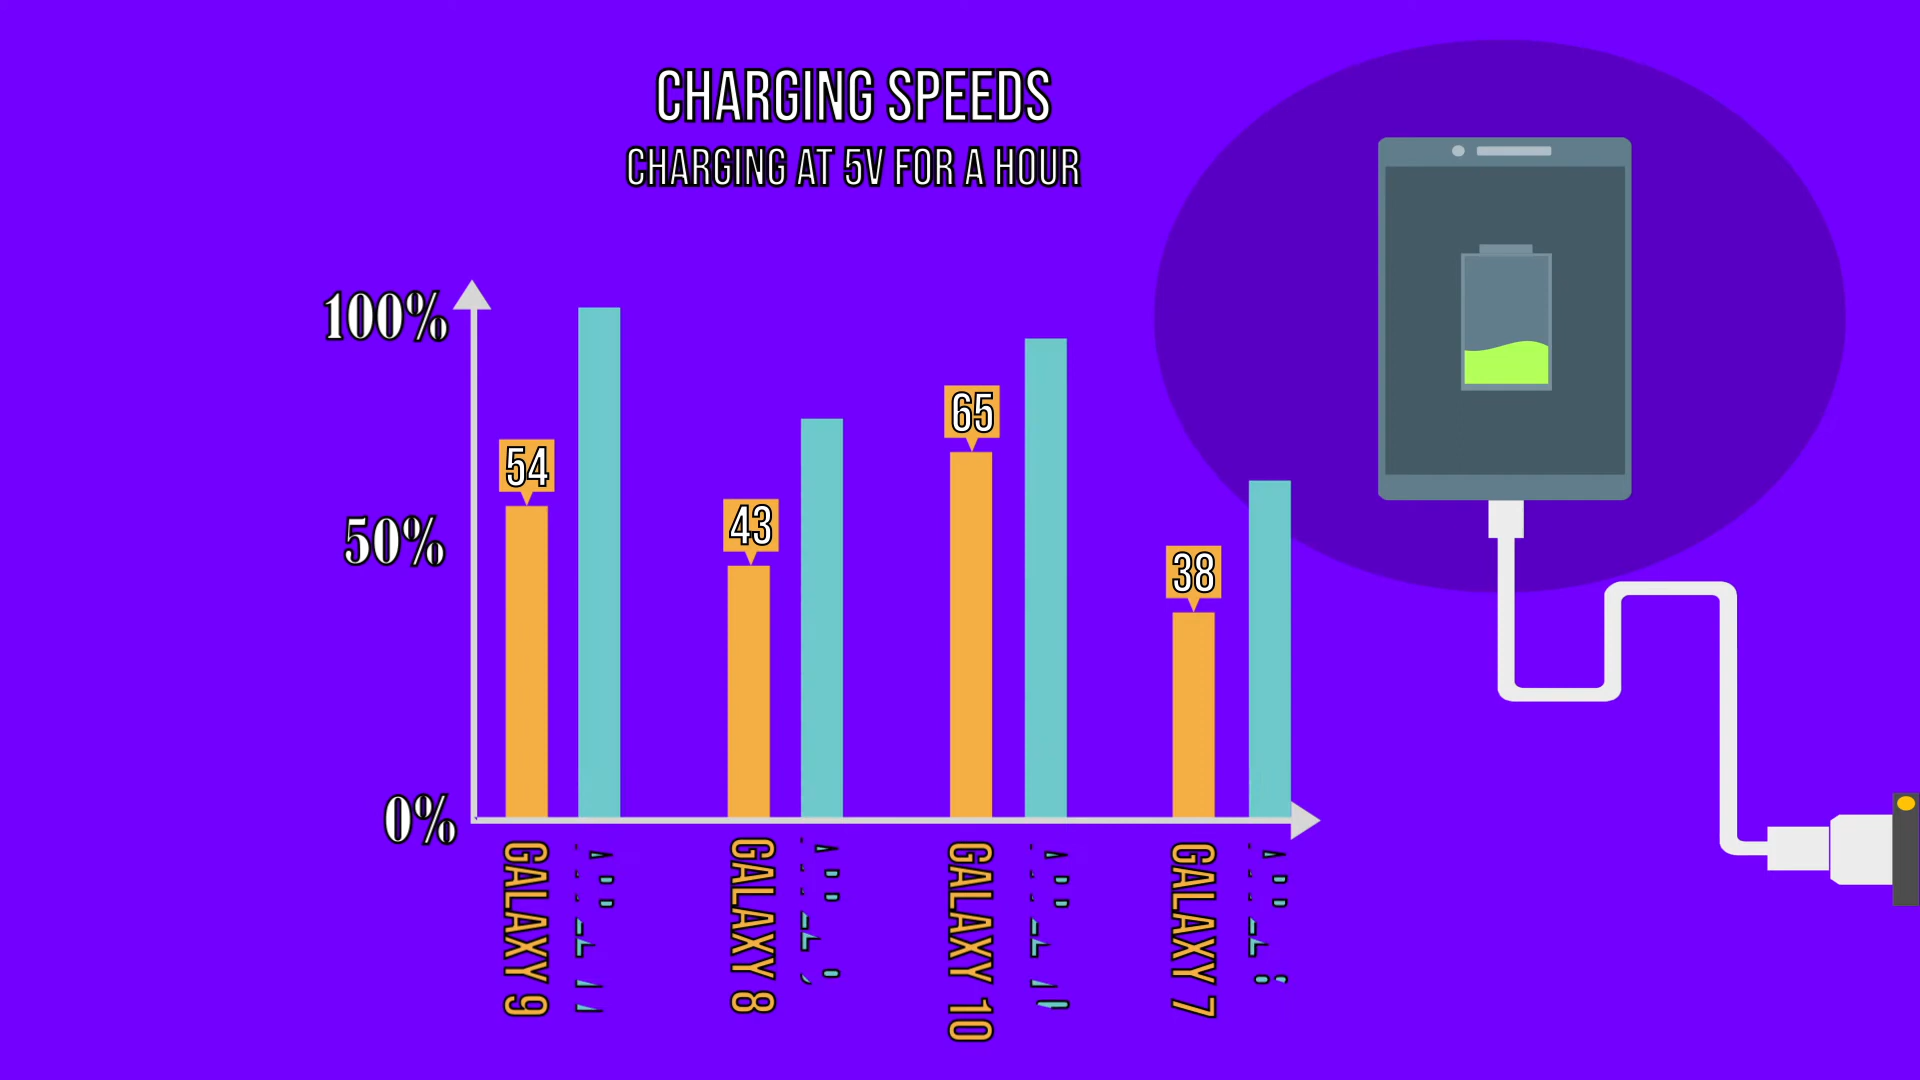 CHARGING SPEEDS
CHARGING AT 5V FOR A HOUR
100%
50%
0%
54
43
65
38
GALAXY 9
GALAXY 8
GALAXY 10
GALAXY 7